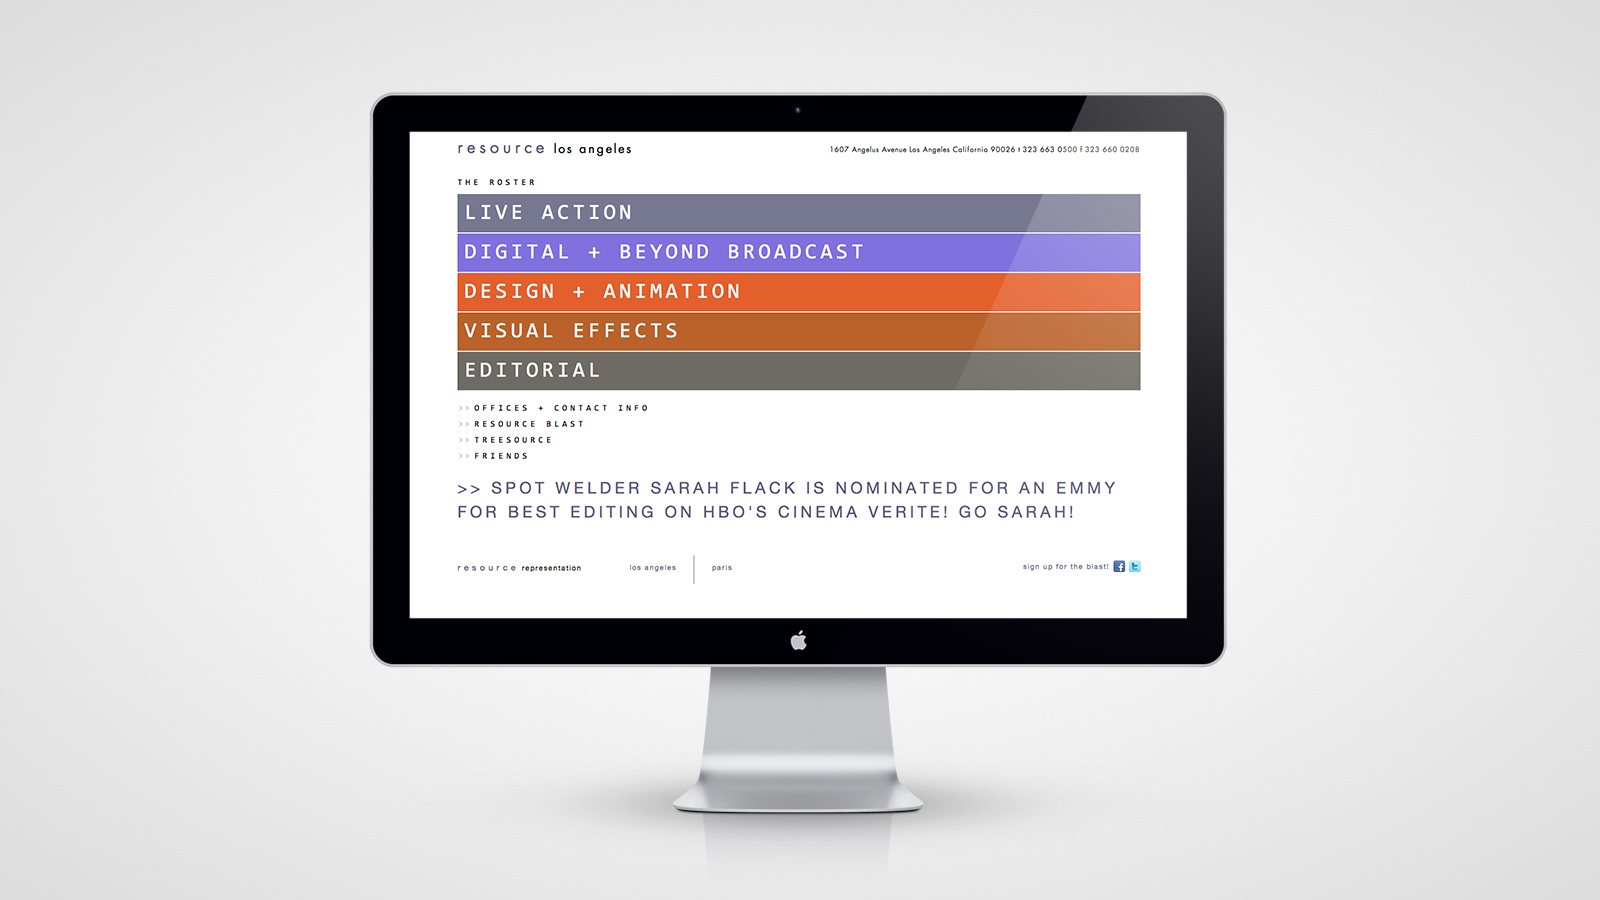 resource los angeles
1607 Angelus Avenue Los Angeles California 90026 t 323 663 0500 f 323 660 0208
THE ROSTER
LIVE ACTION
DIGITAL + BEYOND BROADCAST
DESIGN + ANIMATION
VISUAL EFFECTS
EDITORIAL
>> OFFICES + CONTACT INFO
>> RESOURCE BLAST
>> TREESOURCE
>> FRIENDS
>> SPOT WELDER SARAH FLACK IS NOMINATED FOR AN EMMY
FOR BEST EDITING ON HBO'S CINEMA VERITE! GO SARAH!
resource representation
los angeles
paris
sign up for the blast! f t